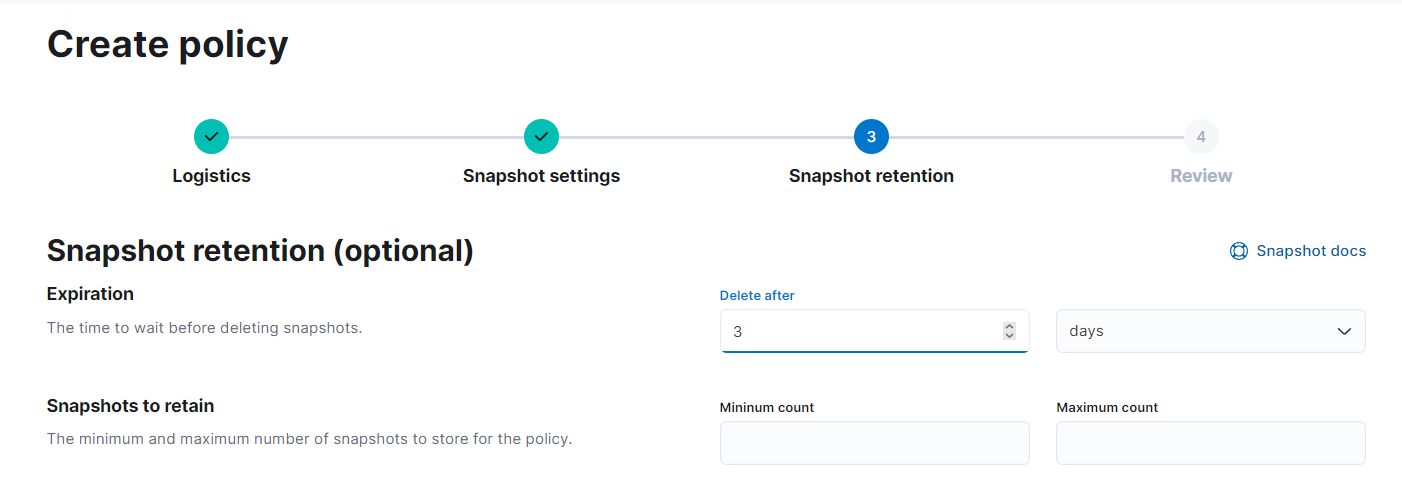 Create policy
3
4
Logistics
Snapshot settings
Snapshot retention
Review
Snapshot retention (optional)
Snapshot docs
Expiration
The time to wait before deleting snapshots.
Delete after
3
days
Snapshots to retain
The minimum and maximum number of snapshots to store for the policy.
Mininum count
Maximum count